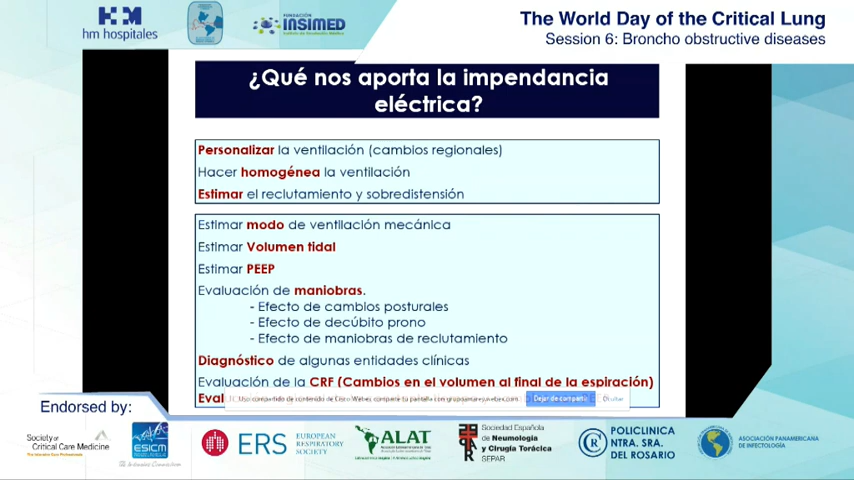 hm hospitales
FUNDACIÓN
INSIMED
The World Day of the Critical Lung
Session 6: Broncho obstructive diseases
¿Qué nos aporta la impendancia
eléctrica?
Personalizar la ventilación (cambios regionales)
Hacer homogénea la ventilación
Estimar el reclutamiento y sobredistensión
Estimar modo de ventilación mecánica
Estimar Volumen tidal
Estimar PEEP
Evaluación de maniobras.
- Efecto de cambios posturales
- Efecto de decúbito prono
- Efecto de maniobras de reclutamiento
Diagnóstico de algunas entidades clínicas
Evaluación de la CRF (Cambios en el volumen al final de la espiración)
Eval
Dejar de compartir
Ocultar
Endorsed by:
Society of
Critical Care Medicine
ESICM
ERS
EUROPEAN
RESPIRATORY
SOCIETY
ALAT
Sociedad Española
de Neumología
y Cirugía Torácica
SEPAR
POLICLINICA
NTRA. SRA.
DEL ROSARIO
ASOCIACIÓN PANAMERICANA
DE INFECTOLOGÍA